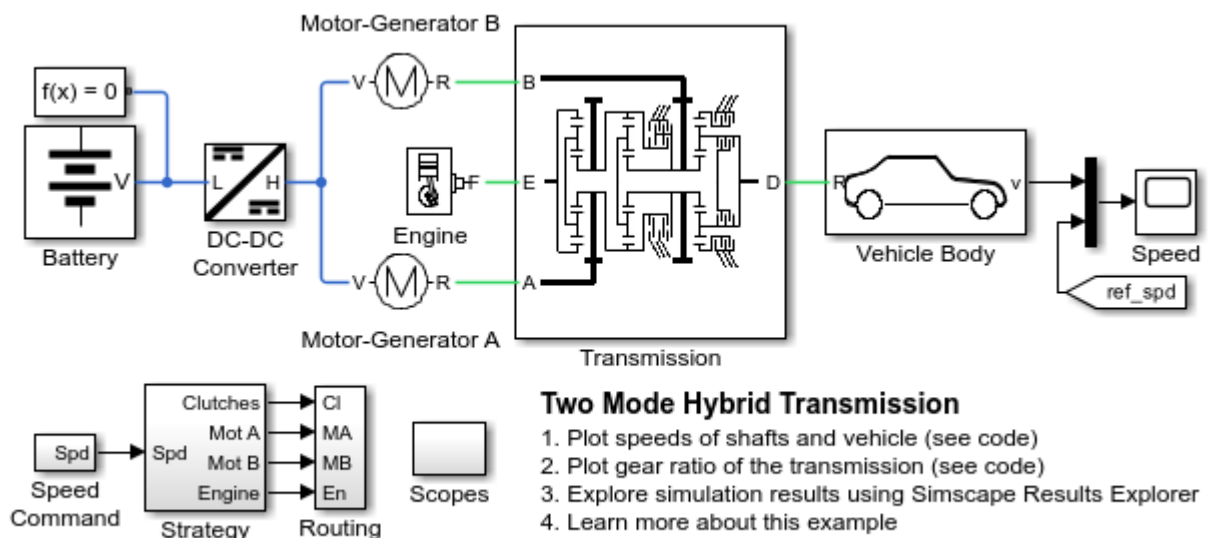 Motor-Generator B
f(x) = 0
V
R
B
V
L
H
DC-DC
Converter
Battery
F
Engine
E
D
R
v
Vehicle Body
Speed
ref_spd
V
R
A
Motor-Generator A
Transmission
Spd
Speed
Command
Spd
Clutches
Mot A
Mot B
Engine
Strategy
Cl
MA
MB
En
Routing
Scopes
Two Mode Hybrid Transmission
1. Plot speeds of shafts and vehicle (see code)
2. Plot gear ratio of the transmission (see code)
3. Explore simulation results using Simscape Results Explorer
4. Learn more about this example